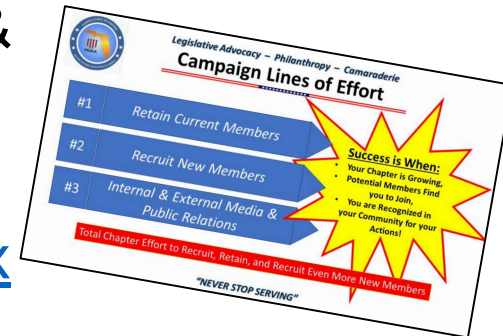 &
Legislative Advocacy – Philanthropy – Camaraderie
Campaign Lines of Effort
#1 Retain Current Members
#2 Recruit New Members
#3 Internal & External Media &
Public Relations
Success is When:
• Your Chapter is Growing,
• Potential Members Find
you to Join,
• You are Recognized in
your Community for your
Actions!
Total Chapter Effort to Recruit, Retain, and Recruit Even More New Members
"NEVER STOP SERVING"